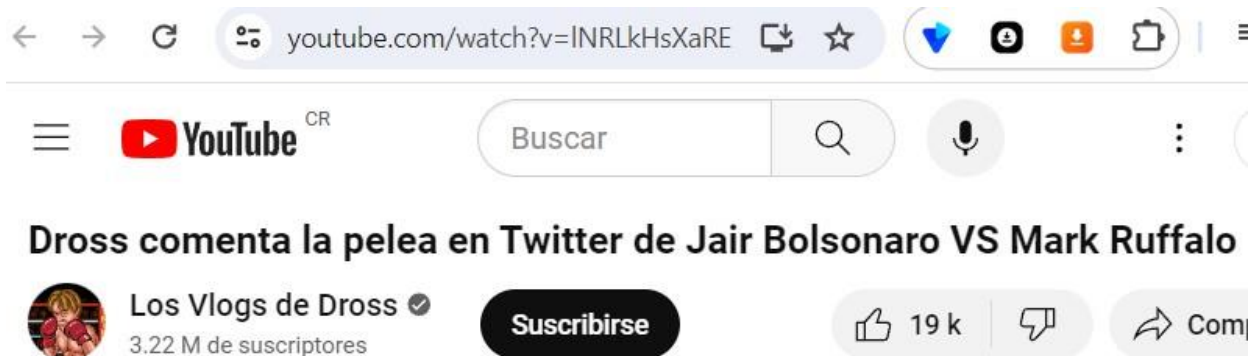 youtube.com/watch?v=lNRLkHsXaRE
YouTube CR
Buscar
Dross comenta la pelea en Twitter de Jair Bolsonaro VS Mark Ruffalo
Los Vlogs de Dross
3.22 M de suscriptores
Suscribirse
19 k